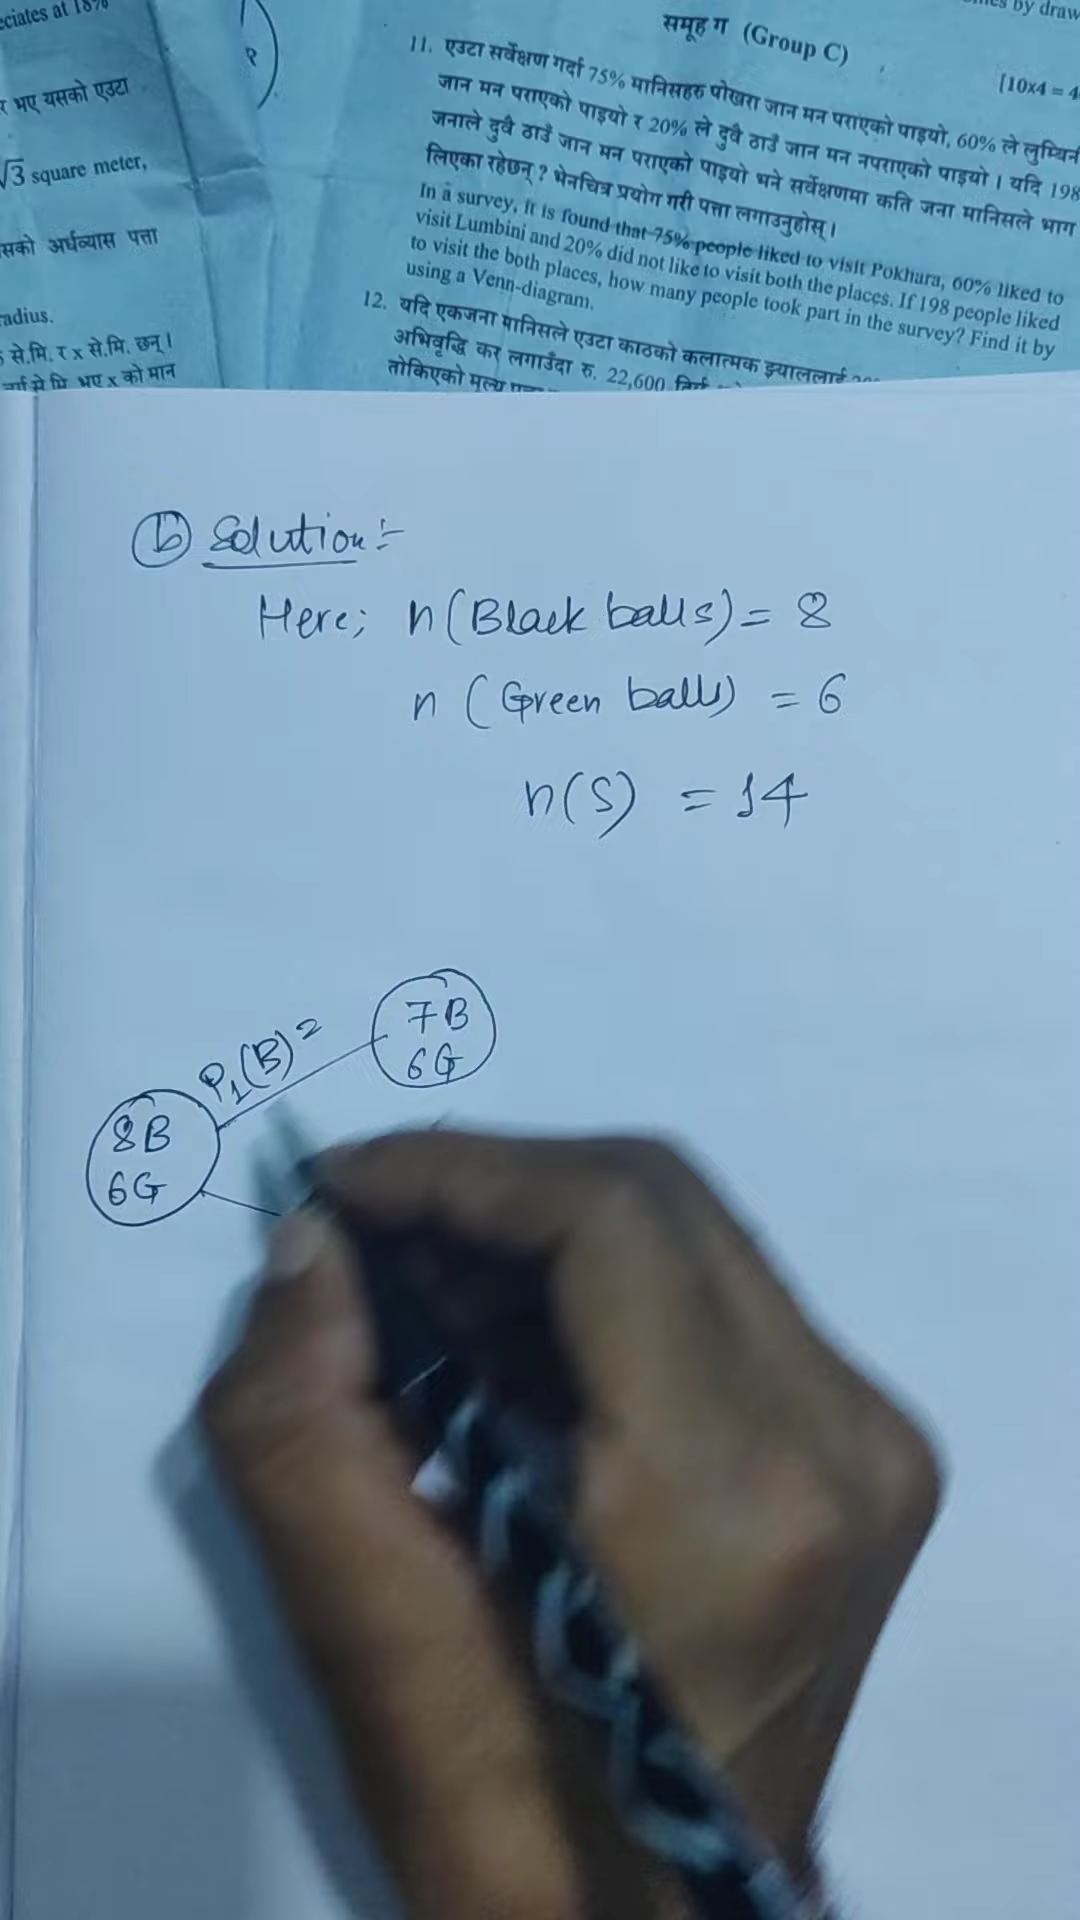 eciates at 18%
र भए यसको एउटा
√3 square meter,
सको अर्धव्यास पत्ता
radius.
से.मि. र x से.मि. छन् ।
से मि भए x को मान
P
by draw
समूह ग (Group C)
[10x4 = 4
11. एउटा सर्वेक्षण गर्दा 75% मानिसहरु पोखरा जान मन पराएको पाइयो, 60% ले लुम्बिनी
जान मन पराएको पाइयो र 20% ले दुवै ठाउँ जान मन नपराएको पाइयो । यदि 198
जनाले दुवै ठाउँ जान मन पराएको पाइयो भने सर्वेक्षणमा कति जना मानिसले भाग
लिएका रहेछन् ? भेनचित्र प्रयोग गरी पत्ता लगाउनुहोस् ।
In a survey, it is found that 75% people liked to visit Pokhara, 60% liked to
visit Lumbini and 20% did not like to visit both the places. If 198 people liked
to visit the both places, how many people took part in the survey? Find it by
using a Venn-diagram.
12. यदि एकजना मानिसले एउटा काठको कलात्मक झ्याललाई
अभिवृद्धि कर लगाउँदा रु. 22,600
तोकिएको मूल्य
b Solution :-
Here; n(Black balls) = 8
n (Green balls) = 6
n(S) = 14
7B
6G
P₁(B) =
8B
6G